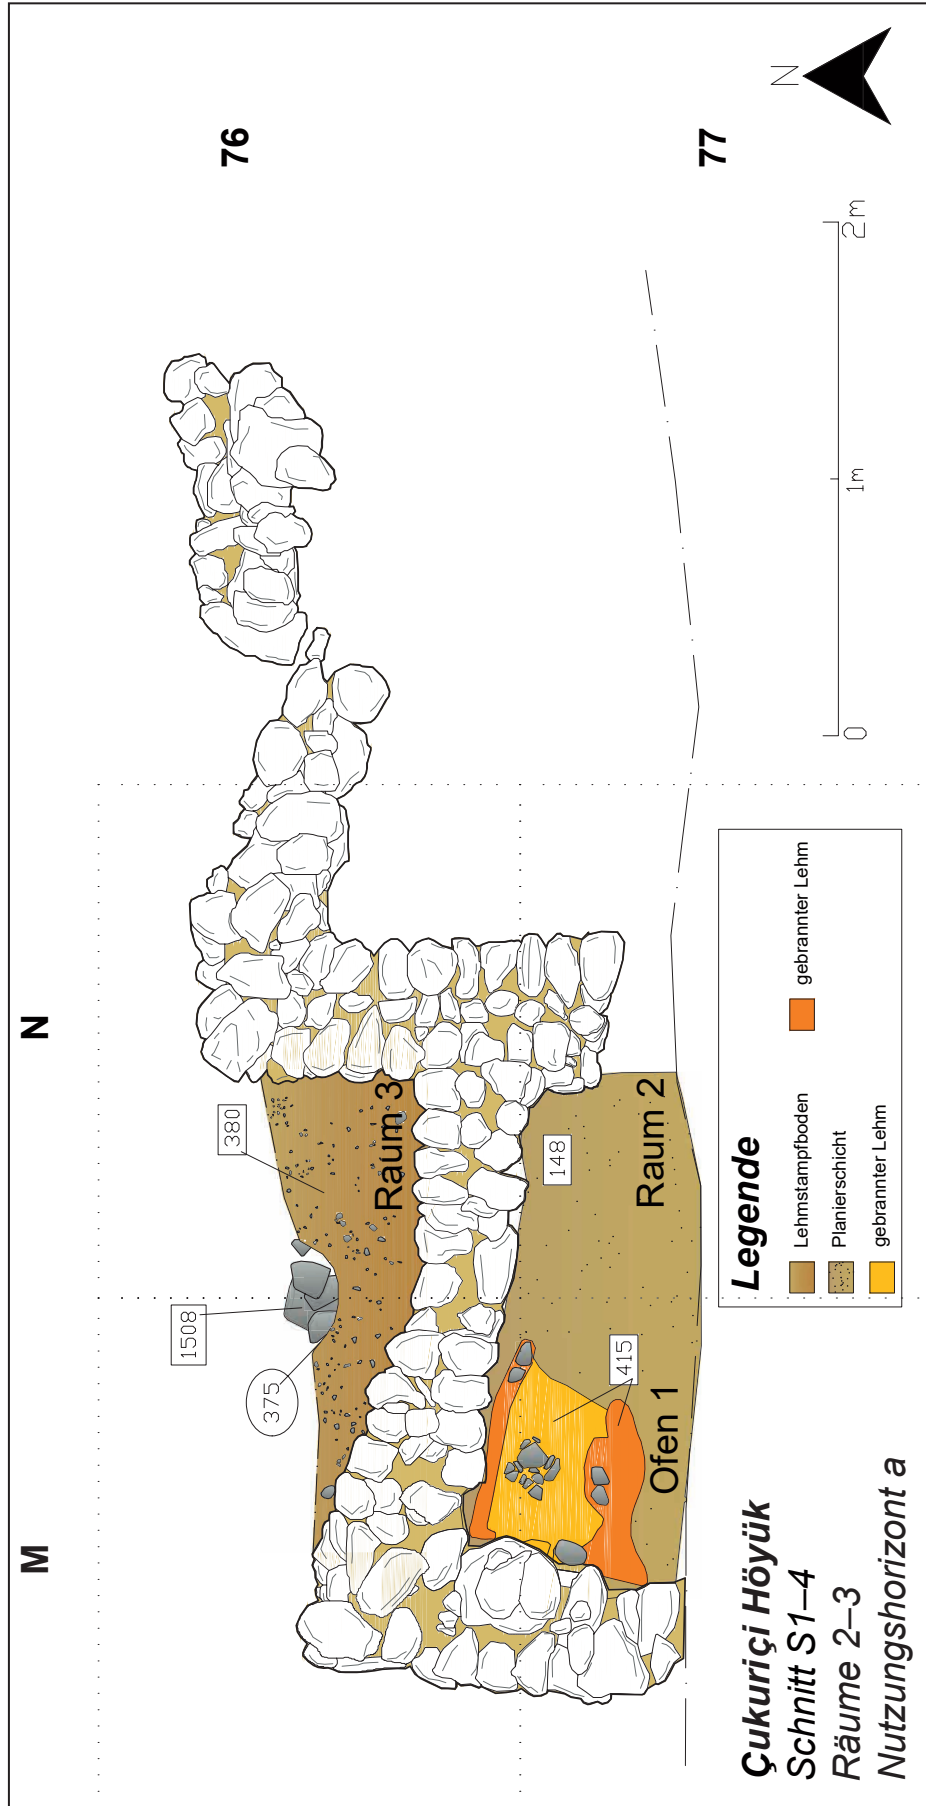 M
N
76
77
N
380
1508
375
Raum 3
148
Raum 2
415
Ofen 1
0
1m
2m
Legende
Lehmstampfboden
Planierschicht
gebrannter Lehm
gebrannter Lehm
Çukuriçi Höyük
Schnitt S1–4
Räume 2–3
Nutzungshorizont a